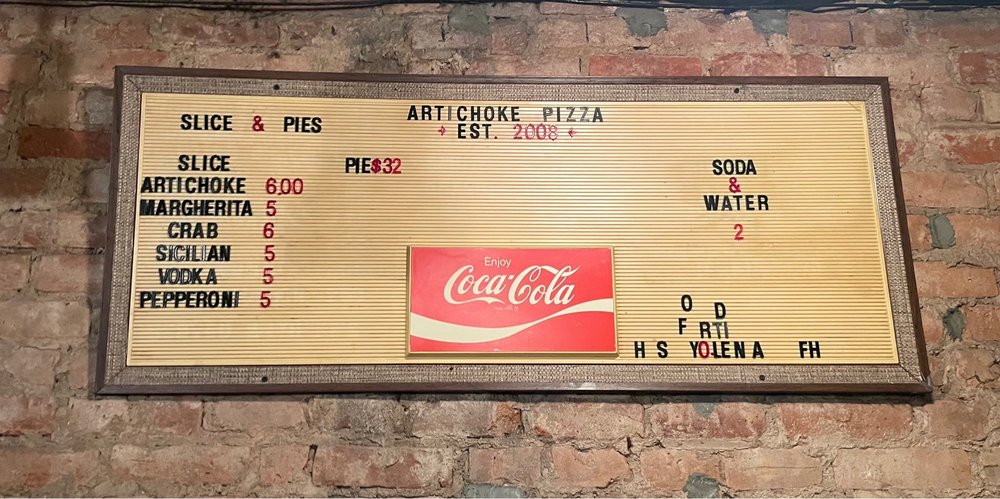 ARTICHOKE PIZZA
EST. 2008
SLICE & PIES
SLICE
ARTICHOKE 6.00
MARGHERITA 5
CRAB 6
SICILIAN 5
VODKA 5
PEPPERONI 5
PIE $32
SODA
&
WATER
2
Enjoy
Coca-Cola
O D
F RTI
H S YOLENA FH